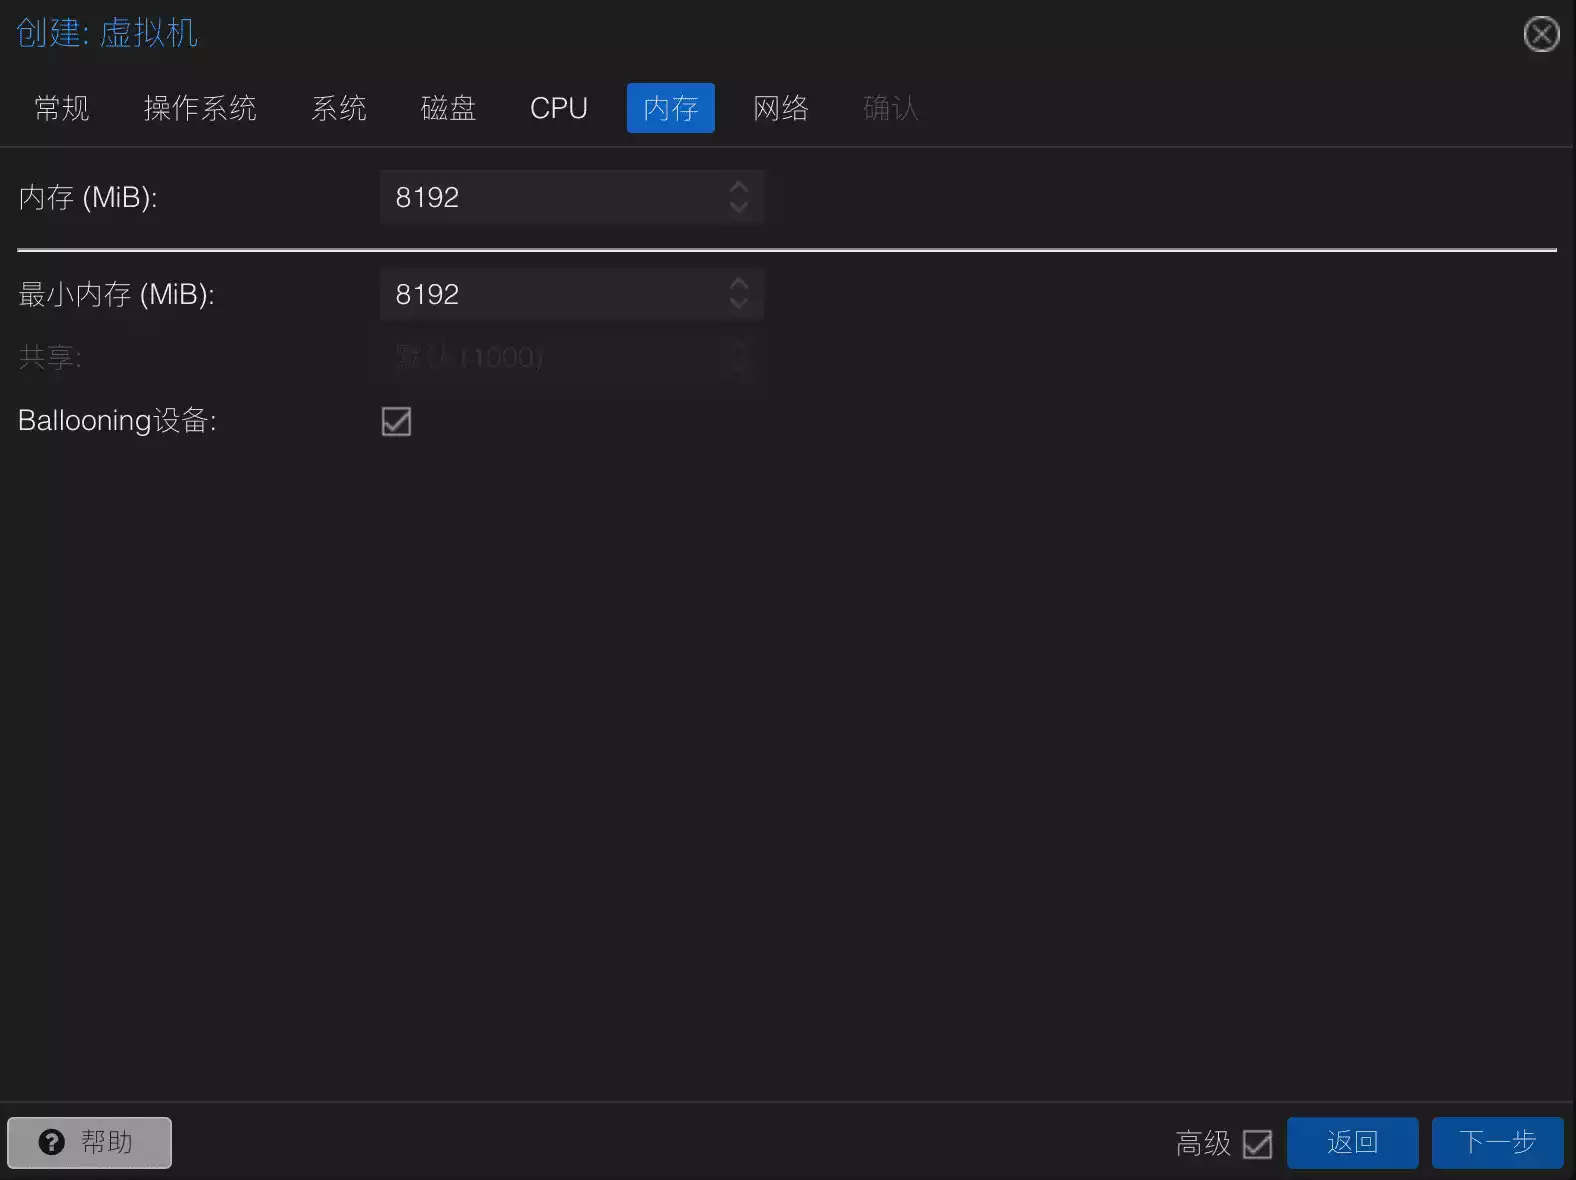 创建: 虚拟机
常规 操作系统 系统 磁盘 CPU 内存 网络 确认
内存 (MiB): 8192
最小内存 (MiB): 8192
共享: 默认 (1000)
Ballooning设备:
帮助 高级 返回 下一步